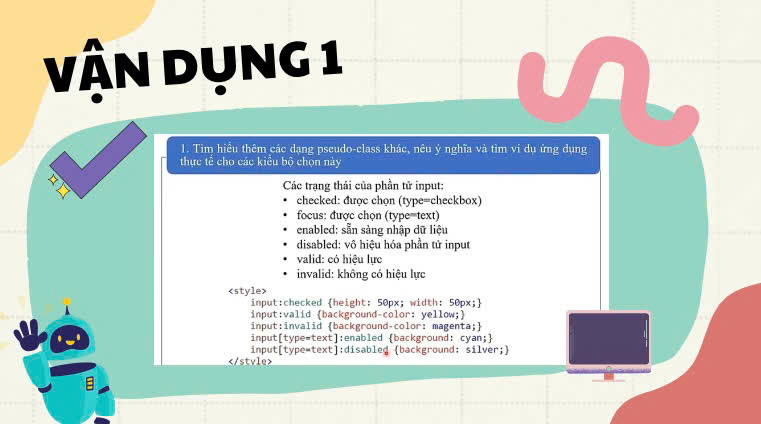 VẬN DỤNG 1
1. Tìm hiểu thêm các dạng pseudo-class khác, nêu ý nghĩa và tìm ví dụ ứng dụng
thực tế cho các kiểu bộ chọn này
Các trạng thái của phần tử input:
• checked: được chọn (type=checkbox)
• focus: được chọn (type=text)
• enabled: sẵn sàng nhập dữ liệu
• disabled: vô hiệu hóa phần tử input
• valid: có hiệu lực
• invalid: không có hiệu lực
<style>
input:checked {height: 50px; width: 50px;}
input:valid {background-color: yellow;}
input:invalid {background-color: magenta;}
input[type=text]:enabled {background: cyan;}
input[type=text]:disabled {background: silver;}
</style>